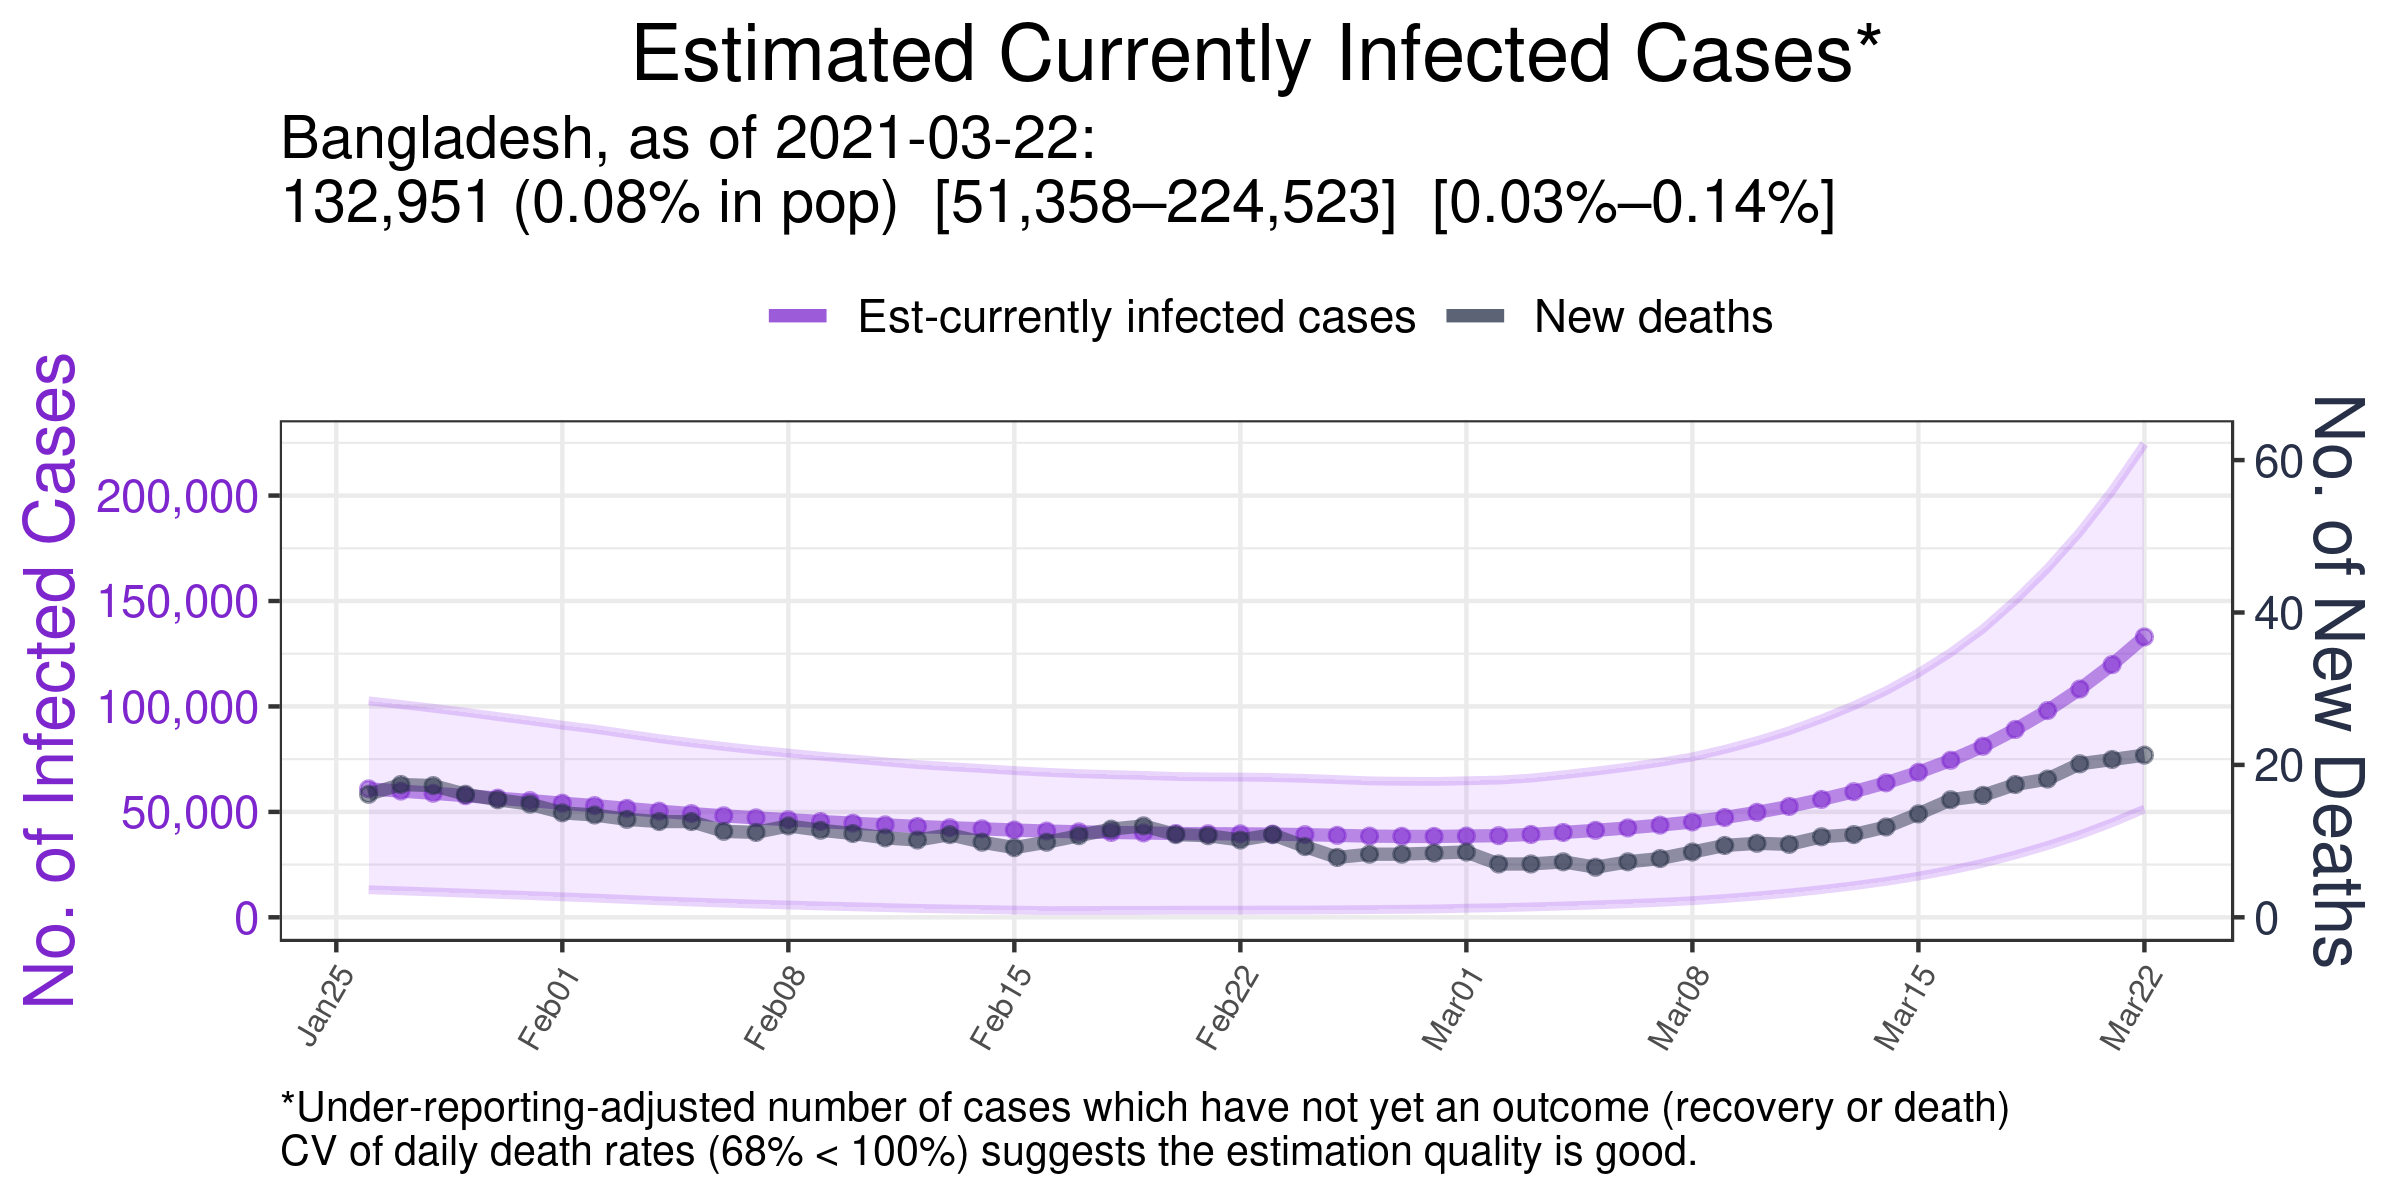 Estimated Currently Infected Cases*
Bangladesh, as of 2021-03-22:
132,951 (0.08% in pop)  [51,358–224,523]  [0.03%–0.14%]
Est-currently infected cases
New deaths
No. of Infected Cases
200,000
150,000
100,000
50,000
0
60
40
20
0
No. of New Deaths
Jan25
Feb01
Feb08
Feb15
Feb22
Mar01
Mar08
Mar15
Mar22
*Under-reporting-adjusted number of cases which have not yet an outcome (recovery or death)
CV of daily death rates (68% < 100%) suggests the estimation quality is good.